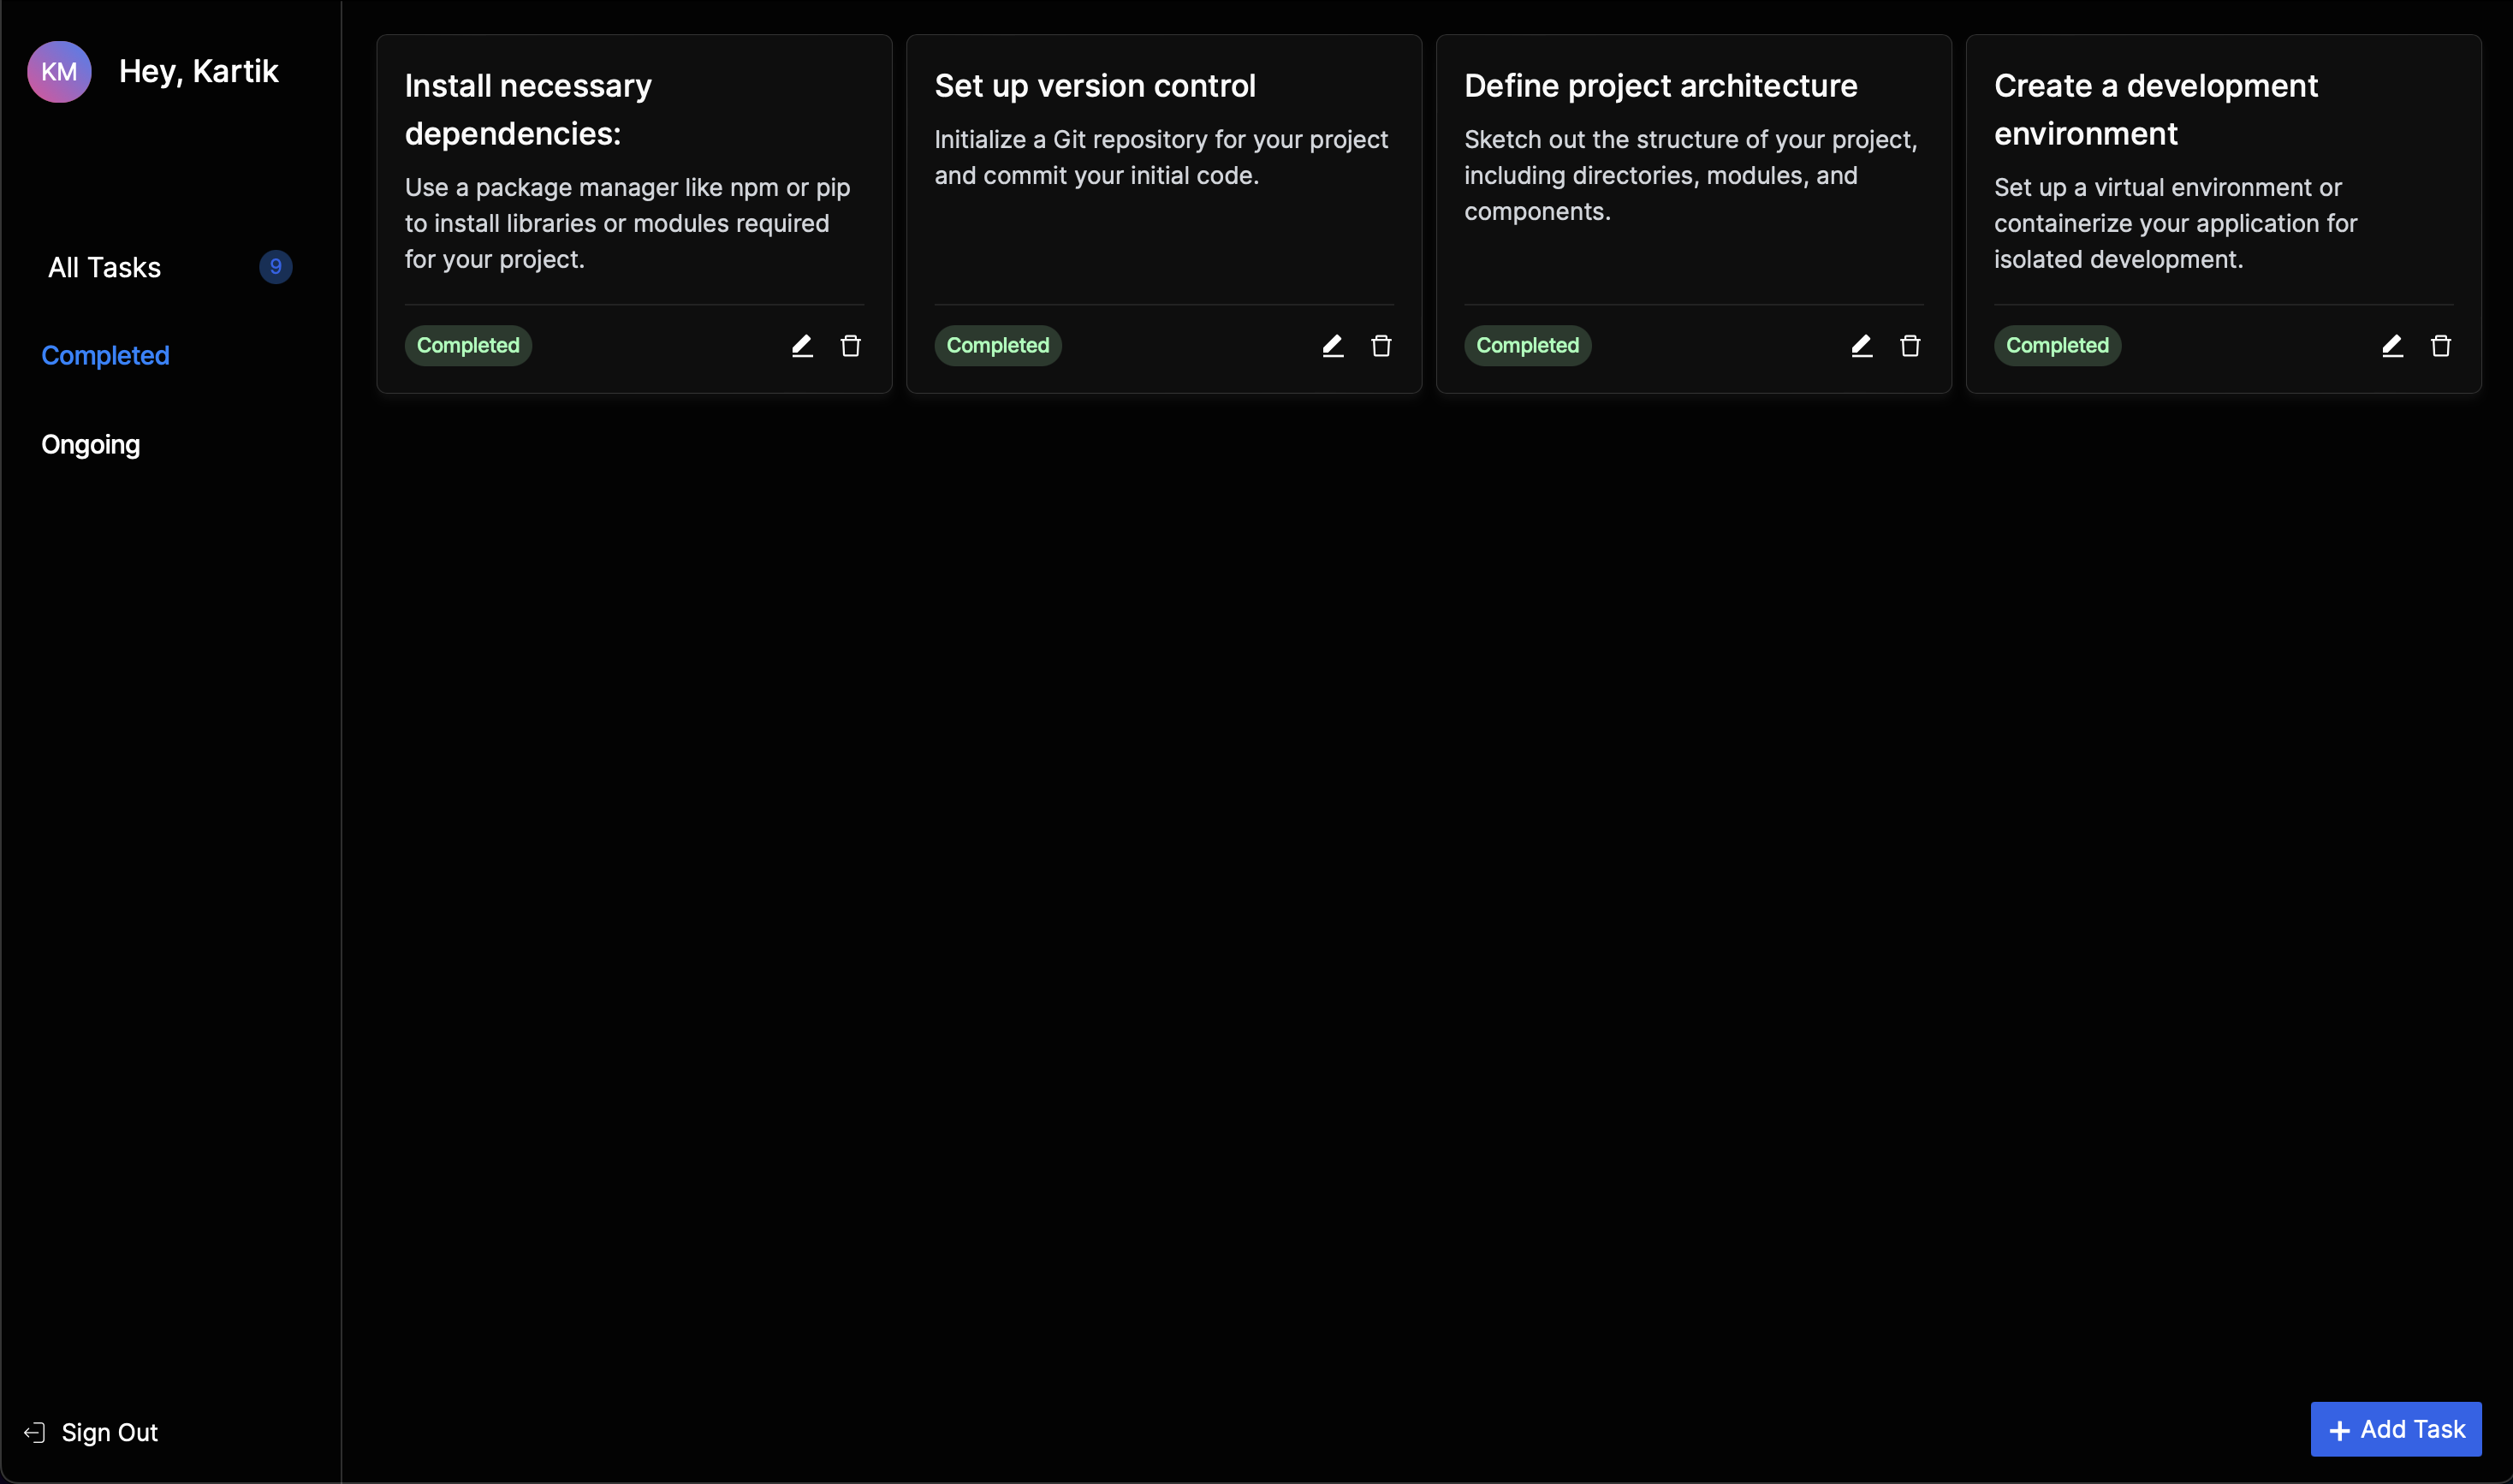 KM
Hey, Kartik
All Tasks
9
Completed
Ongoing
Sign Out
Install necessary
dependencies:
Use a package manager like npm or pip
to install libraries or modules required
for your project.
Completed
Set up version control
Initialize a Git repository for your project
and commit your initial code.
Completed
Define project architecture
Sketch out the structure of your project,
including directories, modules, and
components.
Completed
Create a development
environment
Set up a virtual environment or
containerize your application for
isolated development.
Completed
Add Task